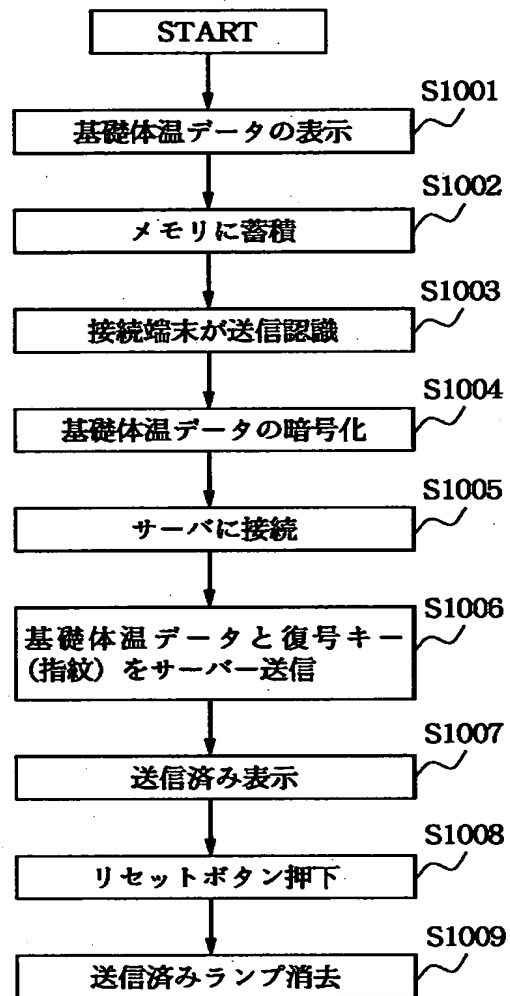 START
S1001
基礎体温データの表示
S1002
メモリに蓄積
S1003
接続端末が送信認識
S1004
基礎体温データの暗号化
S1005
サーバに接続
S1006
基礎体温データと復号キー
(指紋)をサーバー送信
S1007
送信済み表示
S1008
リセットボタン押下
S1009
送信済みランプ消去